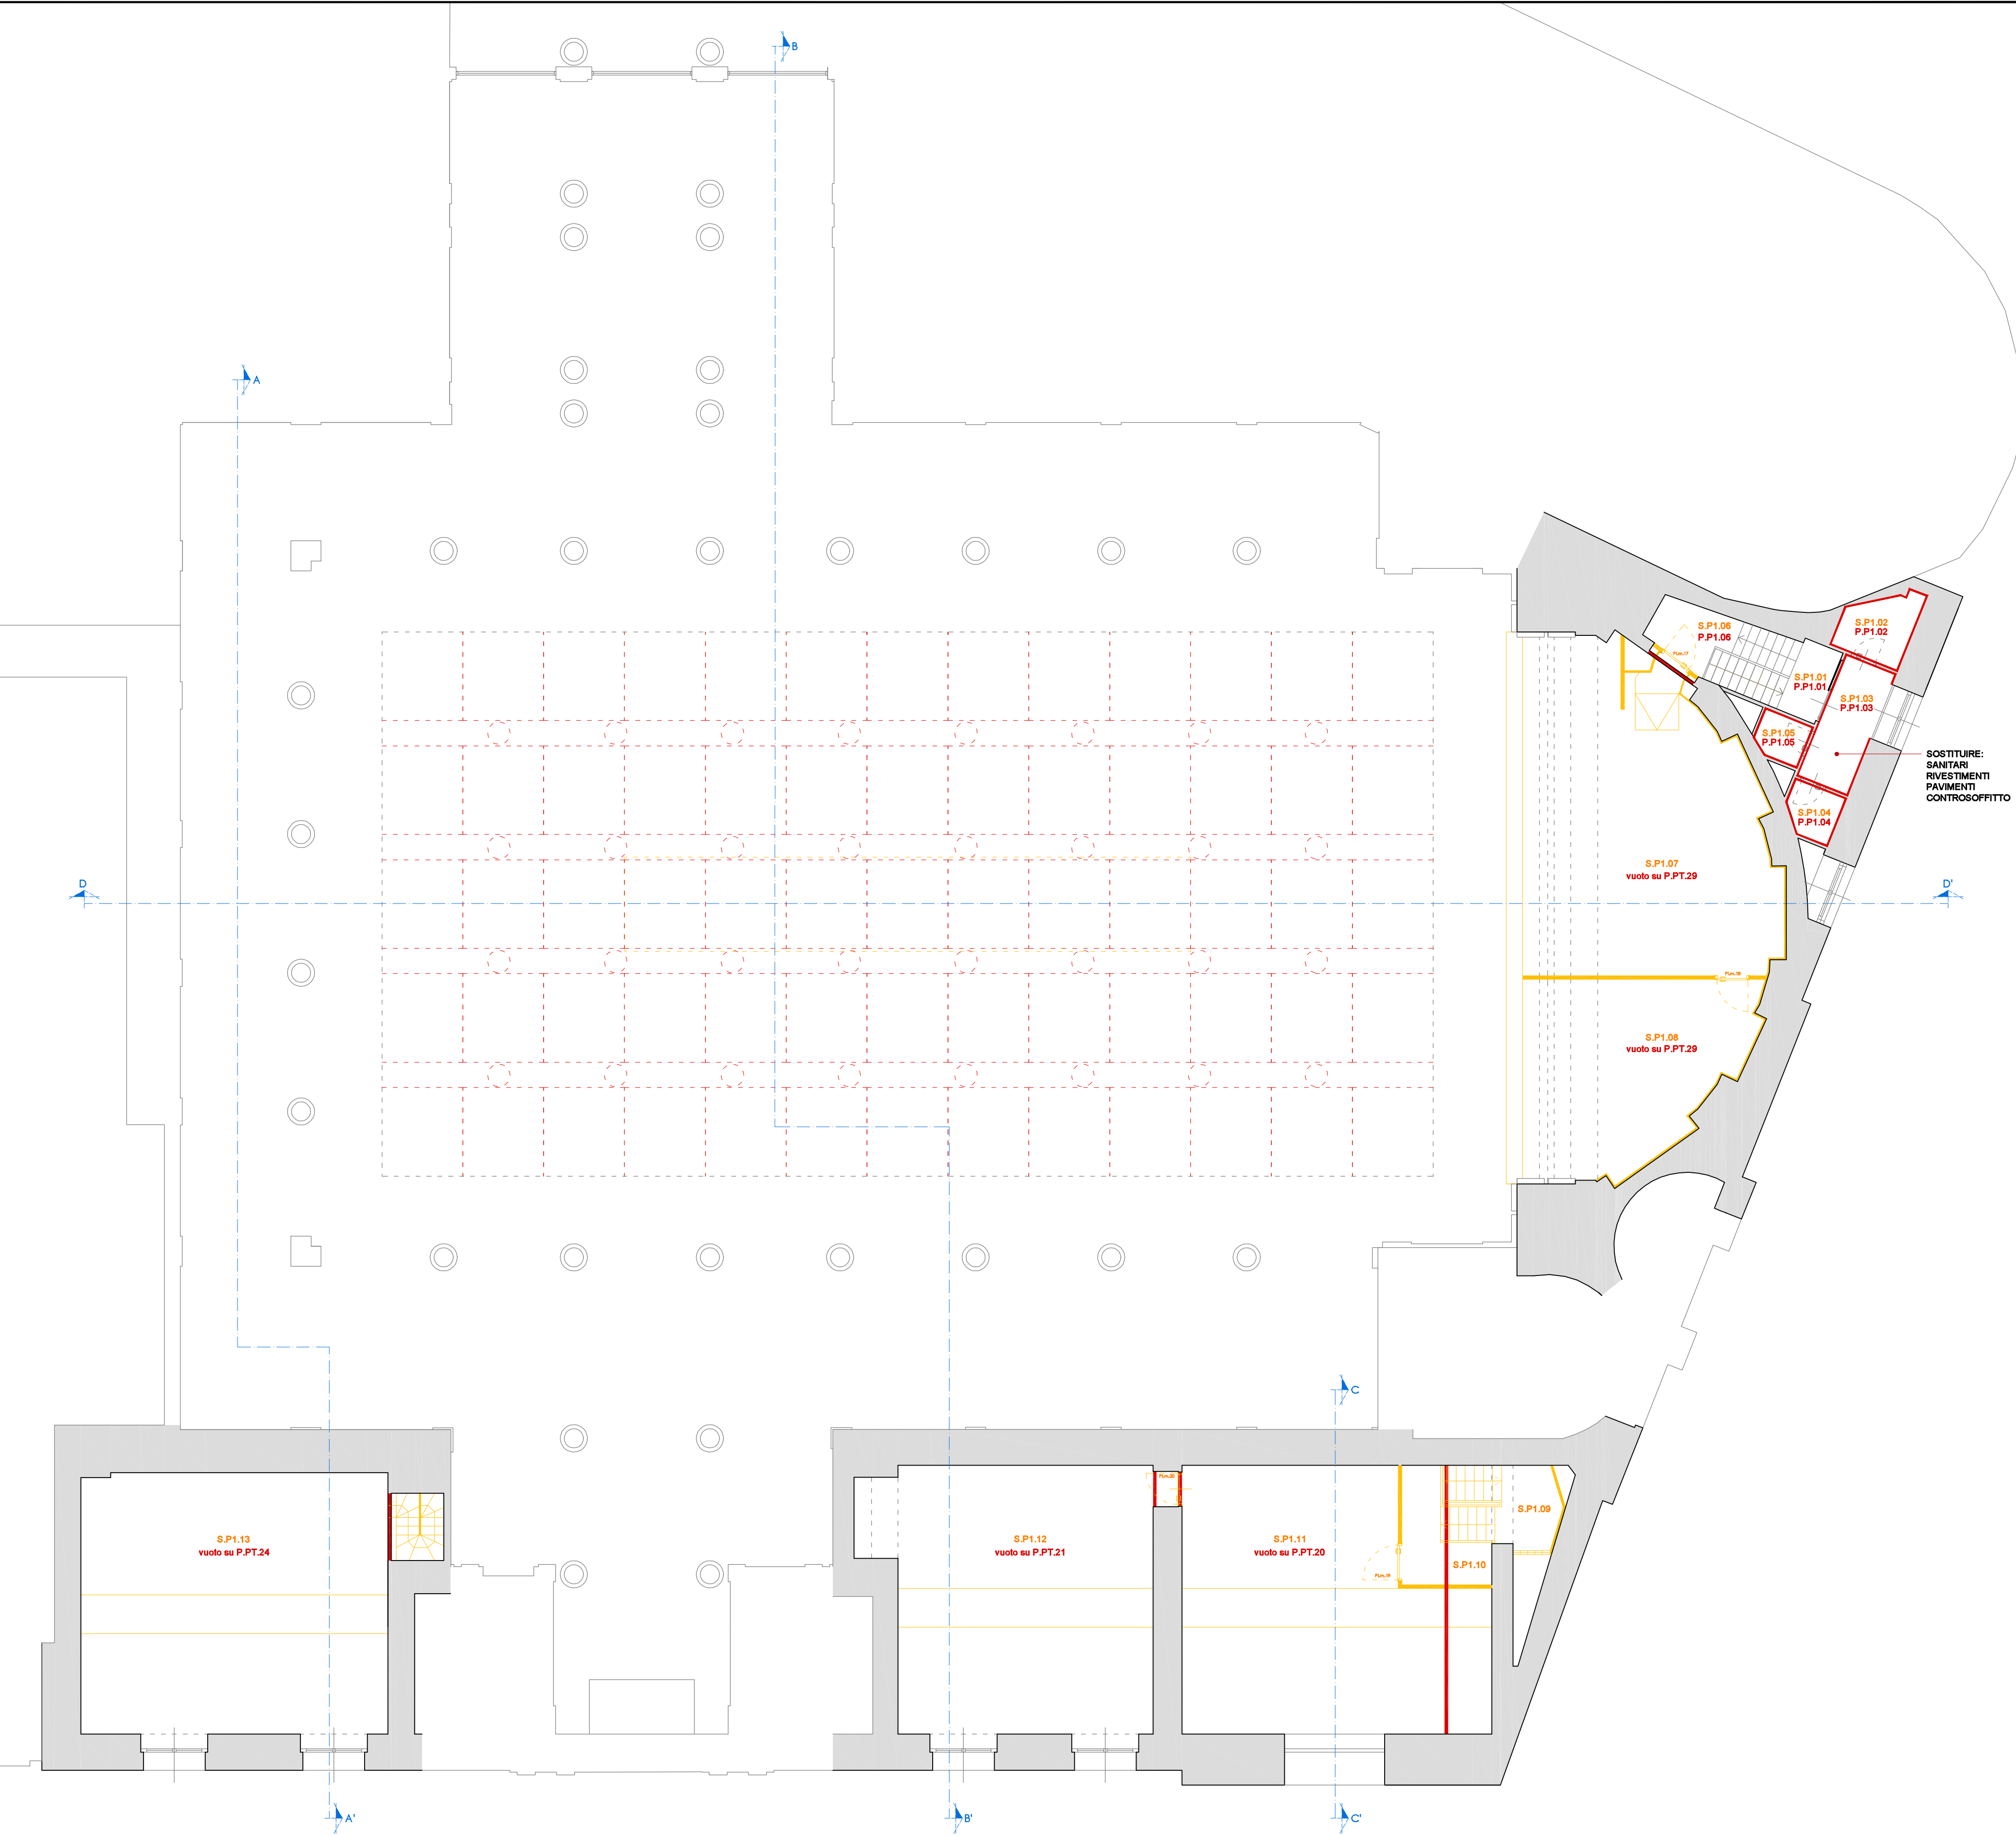 B
A
S.P1.06
P.P1.06
P.I.m.17
S.P1.02
P.P1.02
S.P1.01
P.P1.01
S.P1.03
P.P1.03
S.P1.05
P.P1.05
SOSTITUIRE:
SANITARI
RIVESTIMENTI
PAVIMENTI
CONTROSOFFITTO
S.P1.04
P.P1.04
S.P1.07
vuoto su P.PT.29
D
D'
P.I.m.18
S.P1.08
vuoto su P.PT.29
C
S.P1.13
vuoto su P.PT.24
S.P1.12
vuoto su P.PT.21
S.P1.11
vuoto su P.PT.20
S.P1.09
S.P1.10
P.I.m.19
A'
B'
C'